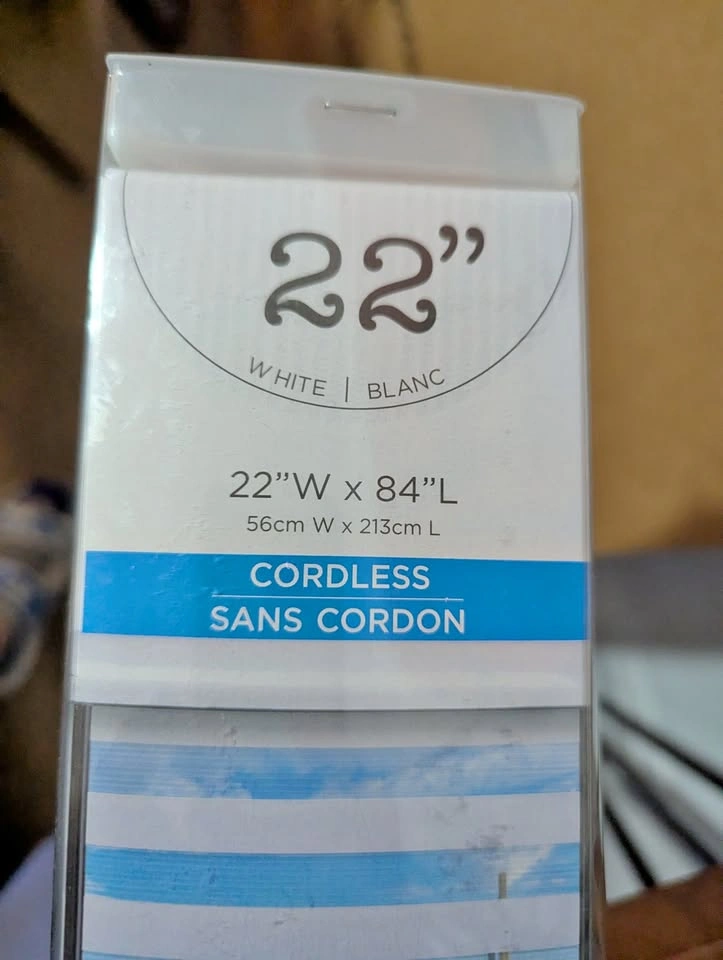 22”
WHITE | BLANC
22”W x 84”L
56cm W x 213cm L
CORDLESS
SANS CORDON